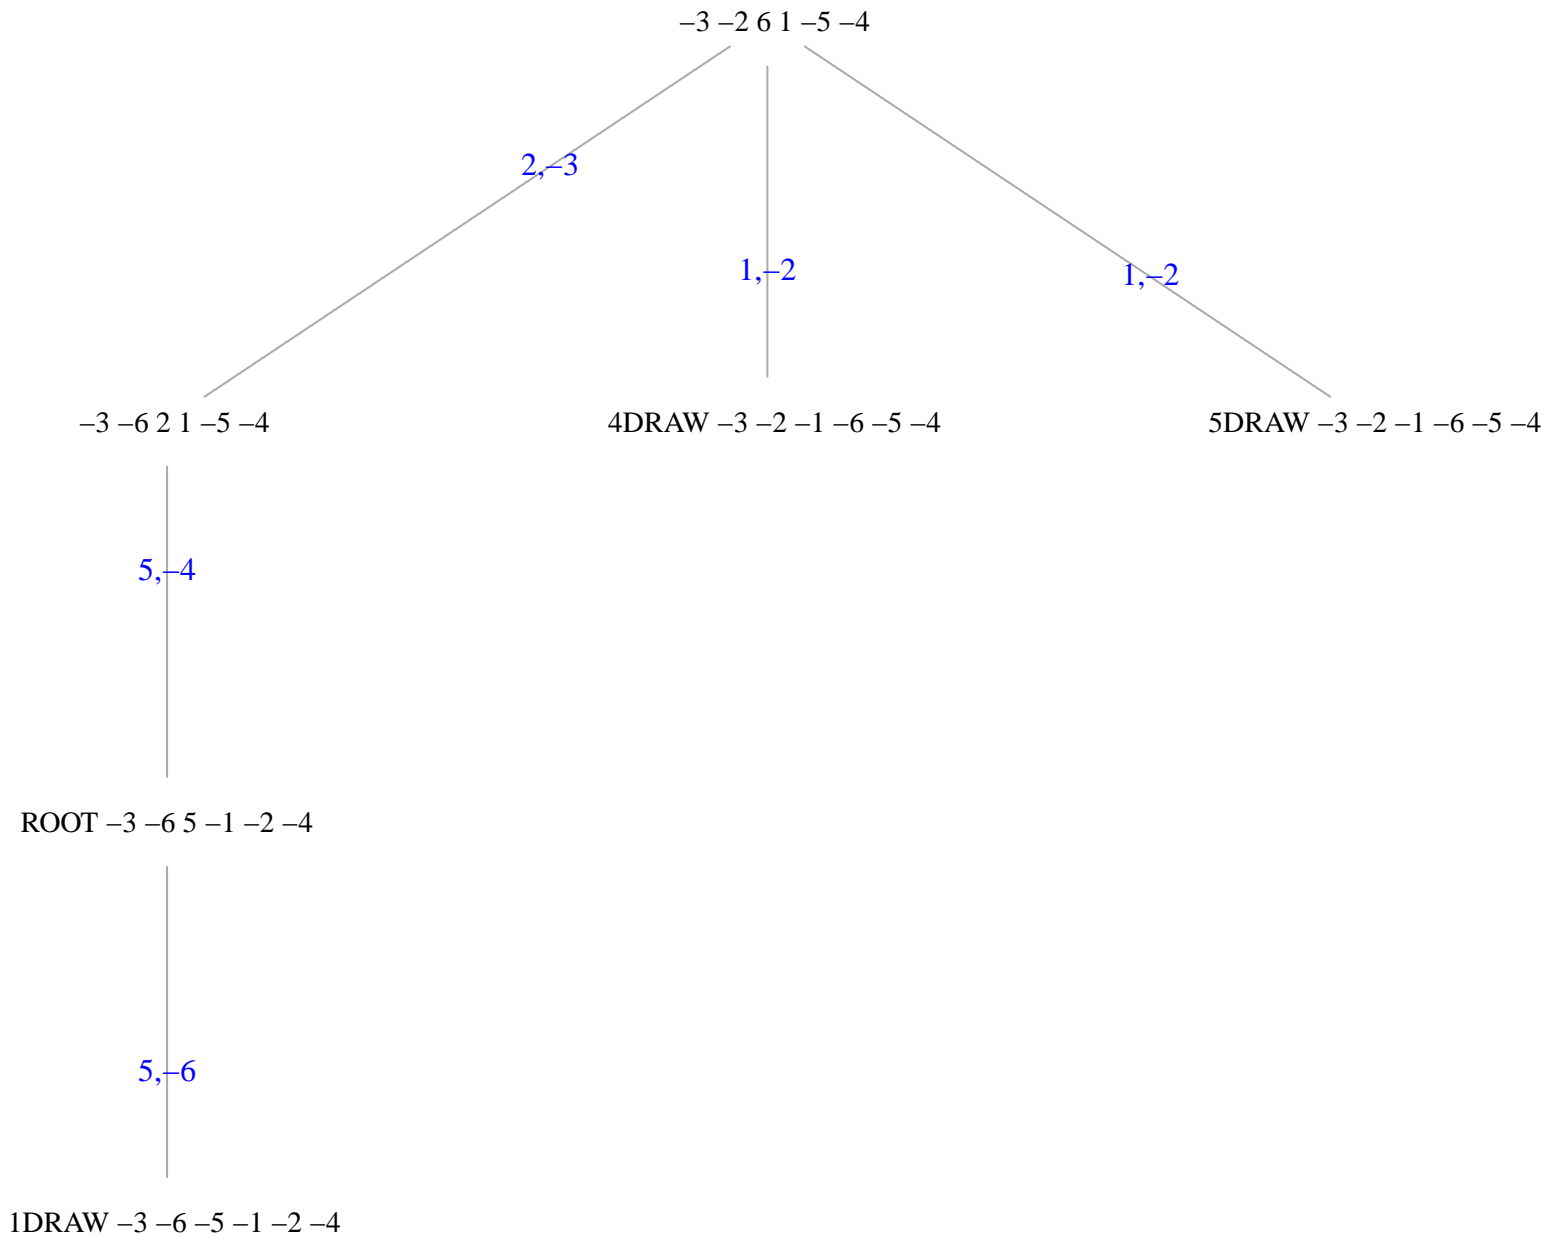 –3 –2 6 1 –5 –4
2,–3
1,–2
1,–2
–3 –6 2 1 –5 –4
4DRAW –3 –2 –1 –6 –5 –4
5DRAW –3 –2 –1 –6 –5 –4
5,–4
ROOT –3 –6 5 –1 –2 –4
5,–6
1DRAW –3 –6 –5 –1 –2 –4